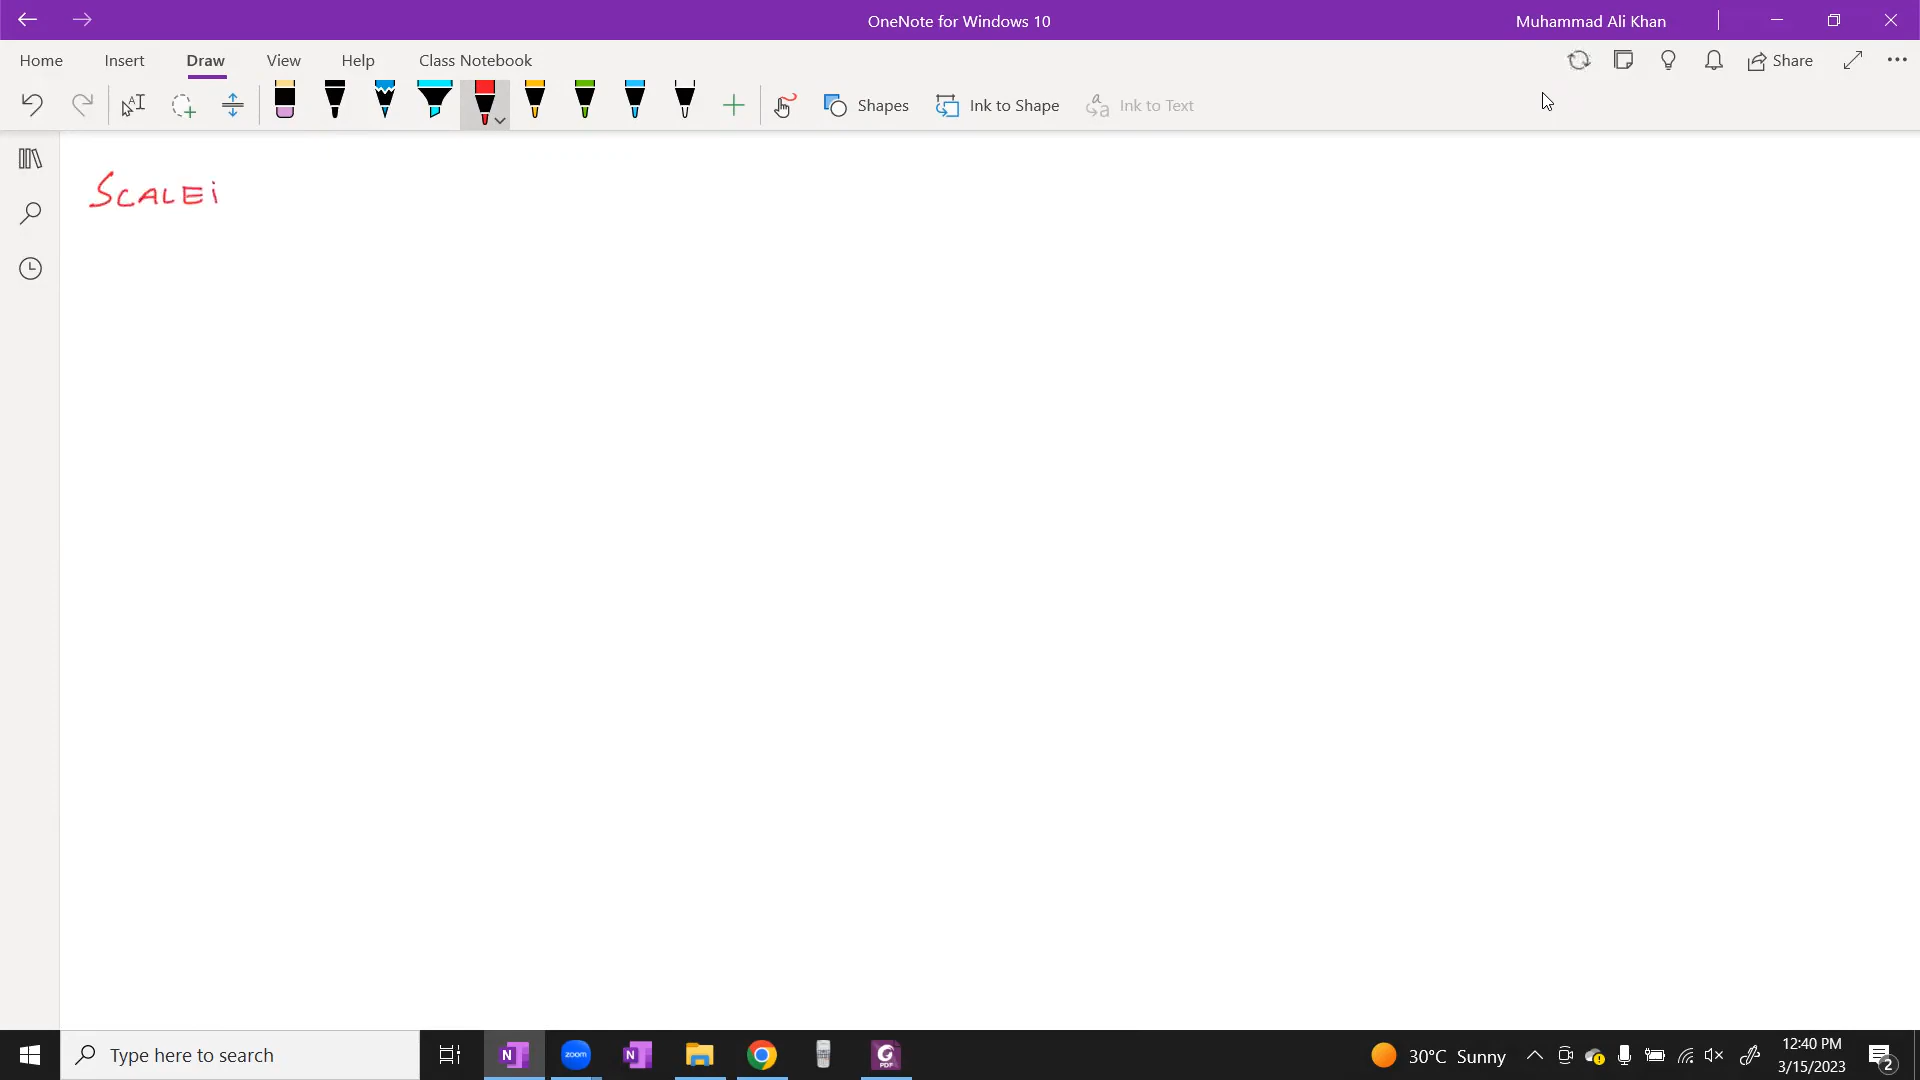 OneNote for Windows 10
Muhammad Ali Khan
Home Insert Draw View Help Class Notebook
Share
Shapes Ink to Shape Ink to Text
SCALEi
Type here to search
30°C Sunny
12:40 PM
3/15/2023
2